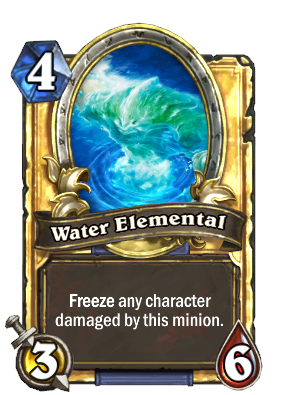 4
Water Elemental
Freeze any character
damaged by this minion.
3
6